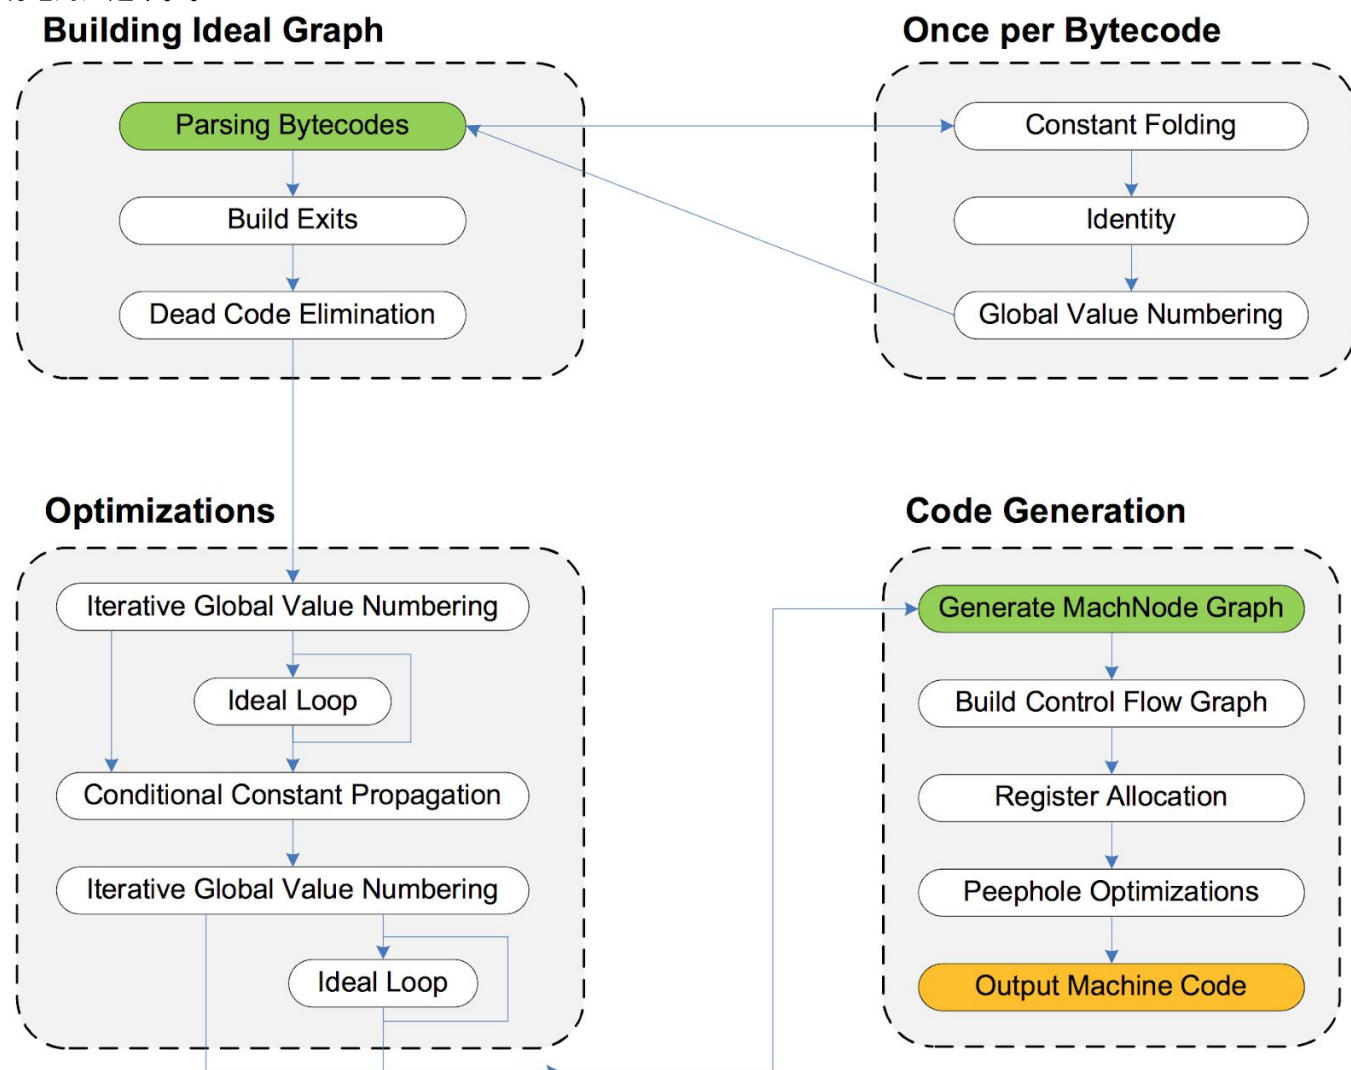 Building Ideal Graph
Parsing Bytecodes
Build Exits
Dead Code Elimination
Once per Bytecode
Constant Folding
Identity
Global Value Numbering
Optimizations
Iterative Global Value Numbering
Ideal Loop
Conditional Constant Propagation
Iterative Global Value Numbering
Ideal Loop
Code Generation
Generate MachNode Graph
Build Control Flow Graph
Register Allocation
Peephole Optimizations
Output Machine Code